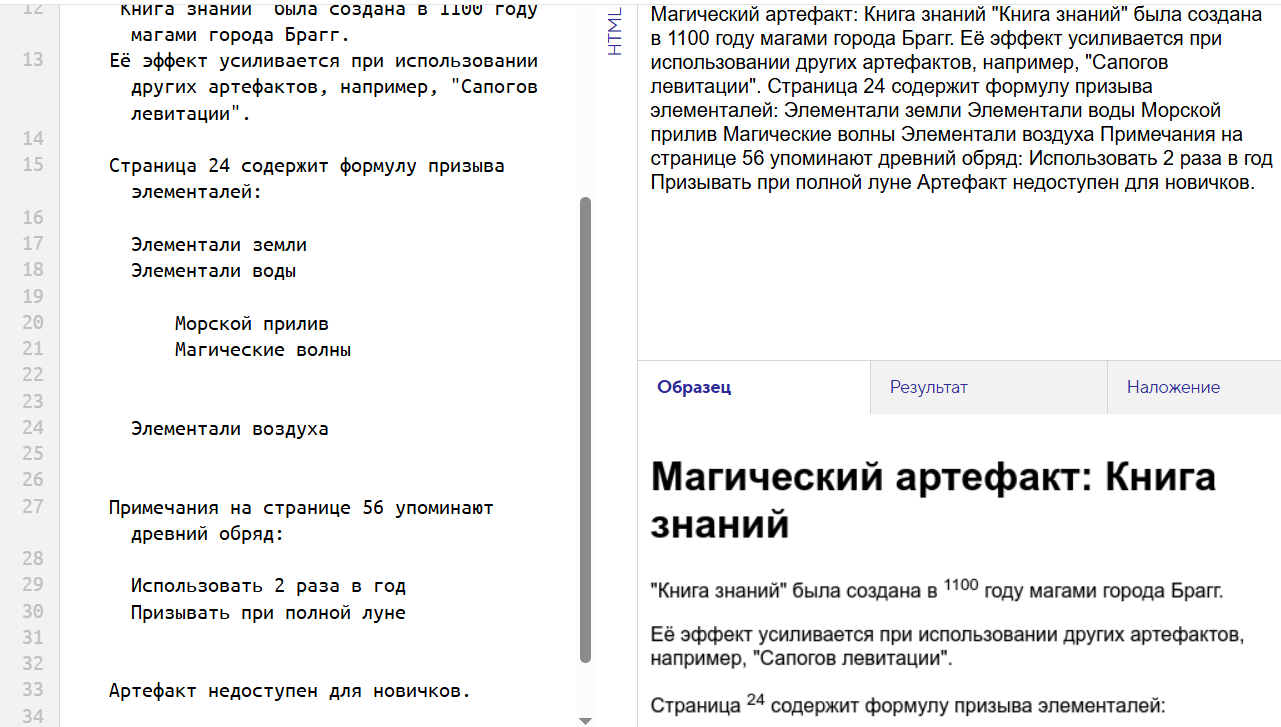 12 "Книга знаний" была создана в 1100 году
магами города Брагг.
13 Её эффект усиливается при использовании
других артефактов, например, "Сапогов
левитации".
14
15 Страница 24 содержит формулу призыва
элементалей:
16
17 Элементали земли
18 Элементали воды
19
20 Морской прилив
21 Магические волны
22
23
24 Элементали воздуха
25
26
27 Примечания на странице 56 упоминают
древний обряд:
28
29 Использовать 2 раза в год
30 Призывать при полной луне
31
32
33 Артефакт недоступен для новичков.
34
HTML
Магический артефакт: Книга знаний "Книга знаний" была создана
в 1100 году магами города Брагг. Её эффект усиливается при
использовании других артефактов, например, "Сапогов
левитации". Страница 24 содержит формулу призыва
элементалей: Элементали земли Элементали воды Морской
прилив Магические волны Элементали воздуха Примечания на
странице 56 упоминают древний обряд: Использовать 2 раза в год
Призывать при полной луне Артефакт недоступен для новичков.
Образец Результат Наложение
Магический артефакт: Книга
знаний
"Книга знаний" была создана в 1100 году магами города Брагг.
Её эффект усиливается при использовании других артефактов,
например, "Сапогов левитации".
Страница 24 содержит формулу призыва элементалей: